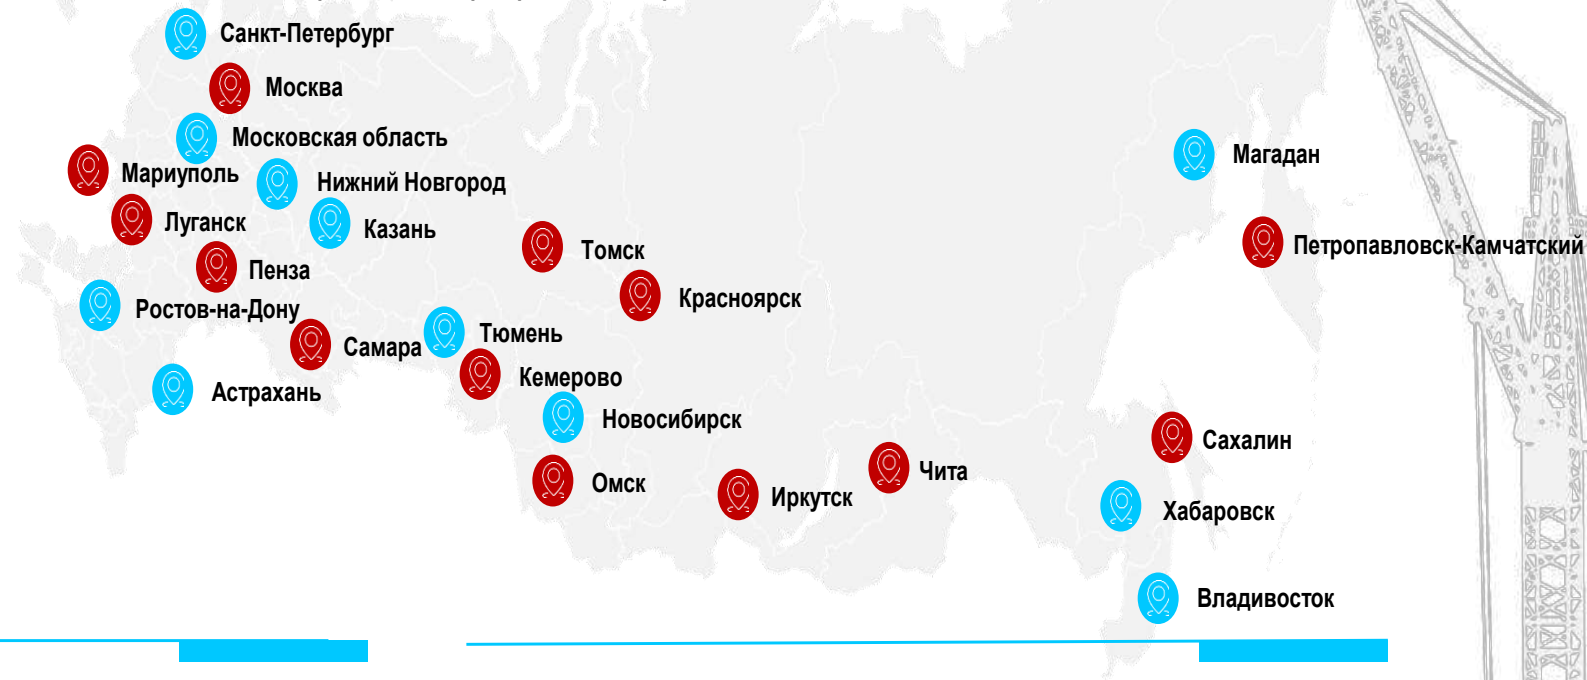 Санкт-Петербург
Москва
Московская область
Магадан
Мариуполь
Нижний Новгород
Луганск
Казань
Томск
Петропавловск-Камчатский
Пенза
Красноярск
Ростов-на-Дону
Самара
Тюмень
Кемерово
Астрахань
Новосибирск
Сахалин
Чита
Омск
Иркутск
Хабаровск
Владивосток